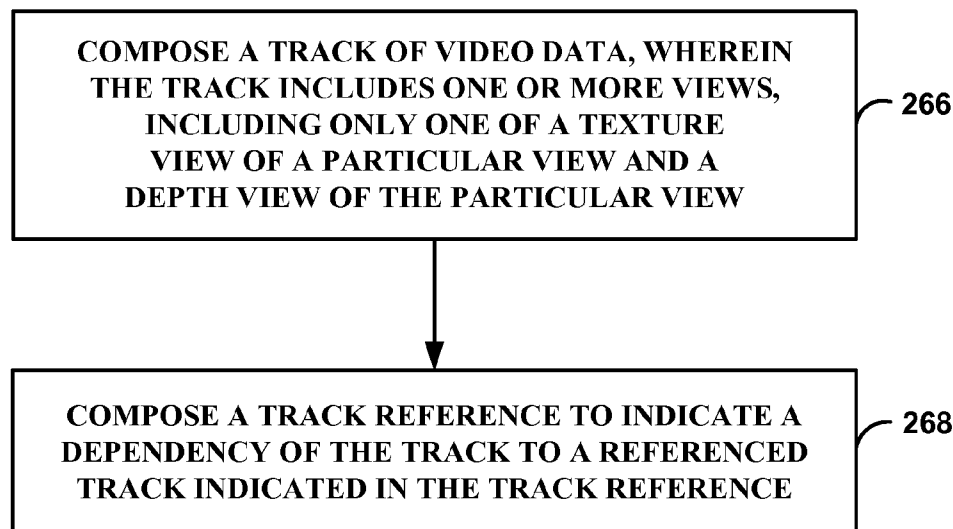 COMPOSE A TRACK OF VIDEO DATA, WHEREIN
THE TRACK INCLUDES ONE OR MORE VIEWS,
INCLUDING ONLY ONE OF A TEXTURE
VIEW OF A PARTICULAR VIEW AND A
DEPTH VIEW OF THE PARTICULAR VIEW
266
COMPOSE A TRACK REFERENCE TO INDICATE A
DEPENDENCY OF THE TRACK TO A REFERENCED
TRACK INDICATED IN THE TRACK REFERENCE
268